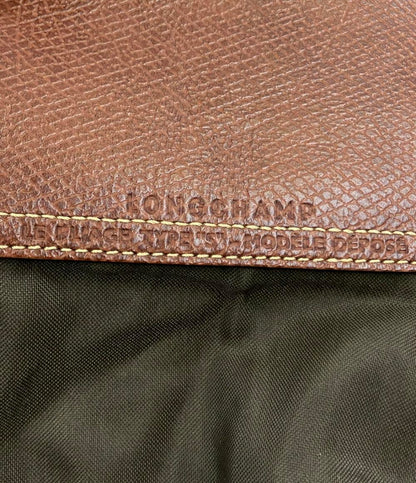 LONGCHAMP
LE PLIAGE TYPE "S" - MODELE DEPOSE